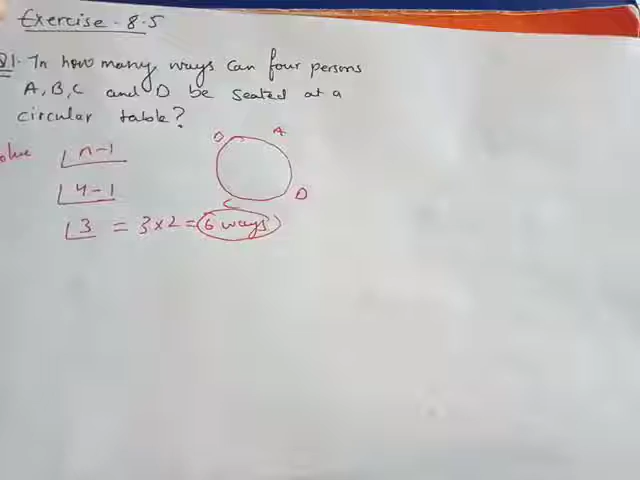 Exercise - 8.5
Q1. In how many ways can four persons
A, B, C and D be seated at a
circular table?
n-1
4-1
3 = 3×2 = 6 ways
A
D
C